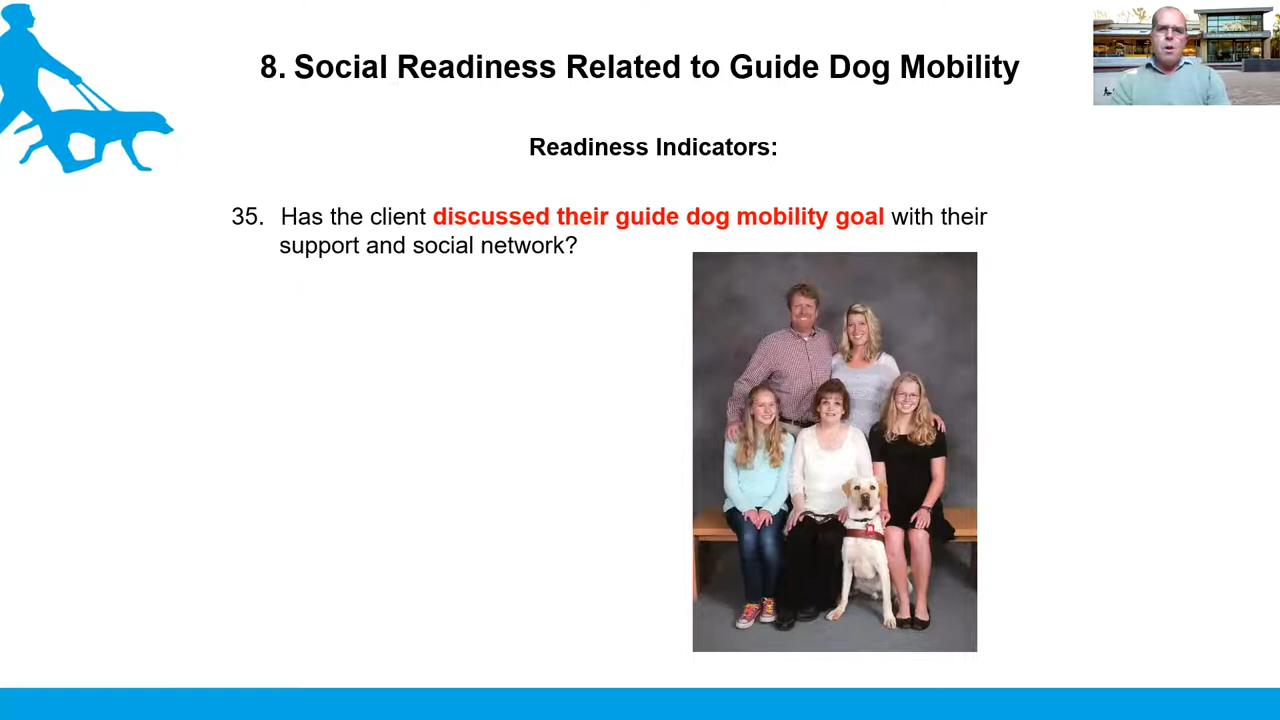 8. Social Readiness Related to Guide Dog Mobility
Readiness Indicators:
35. Has the client discussed their guide dog mobility goal with their
support and social network?